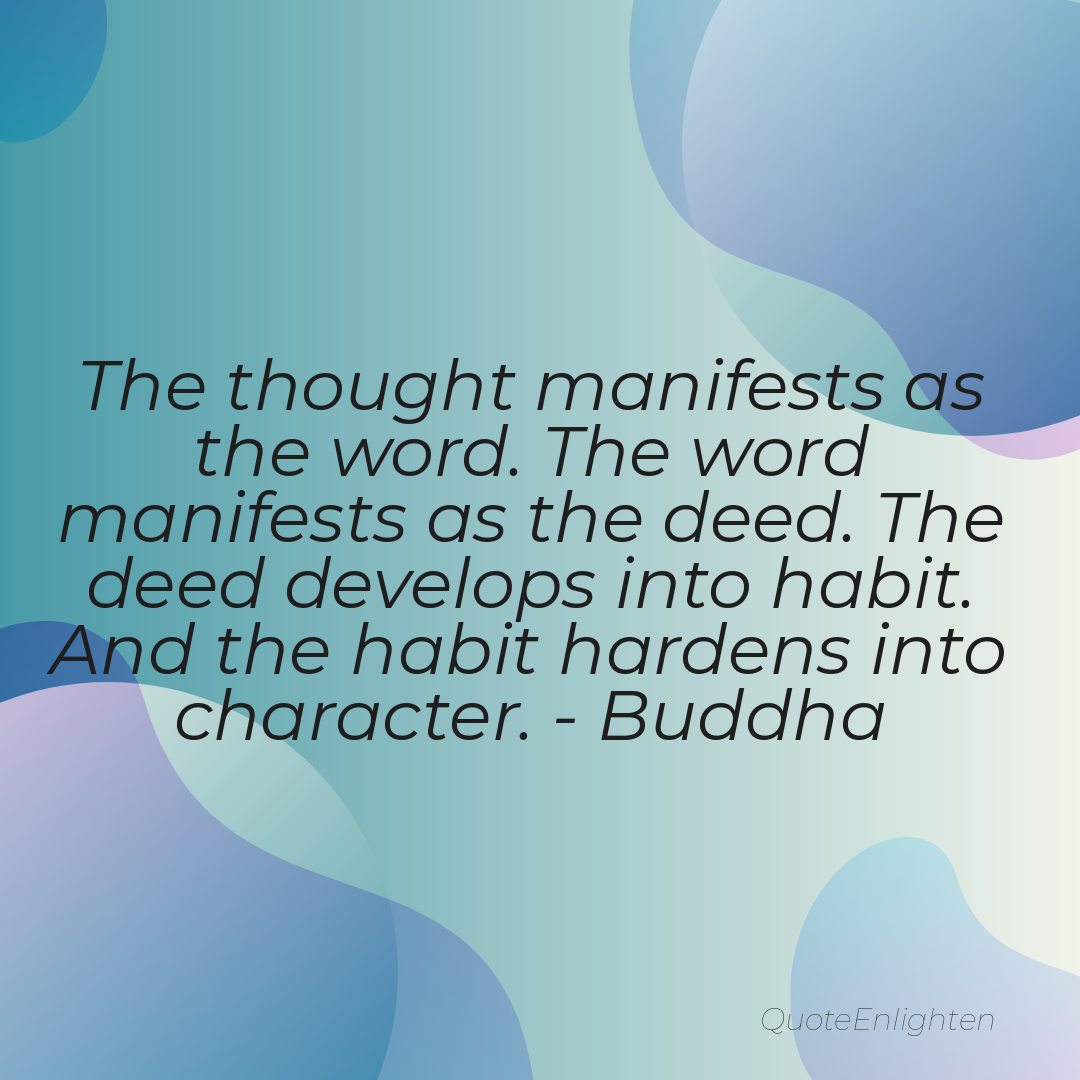 The thought manifests as
the word. The word
manifests as the deed. The
deed develops into habit.
And the habit hardens into
character. - Buddha
QuoteEnlighten